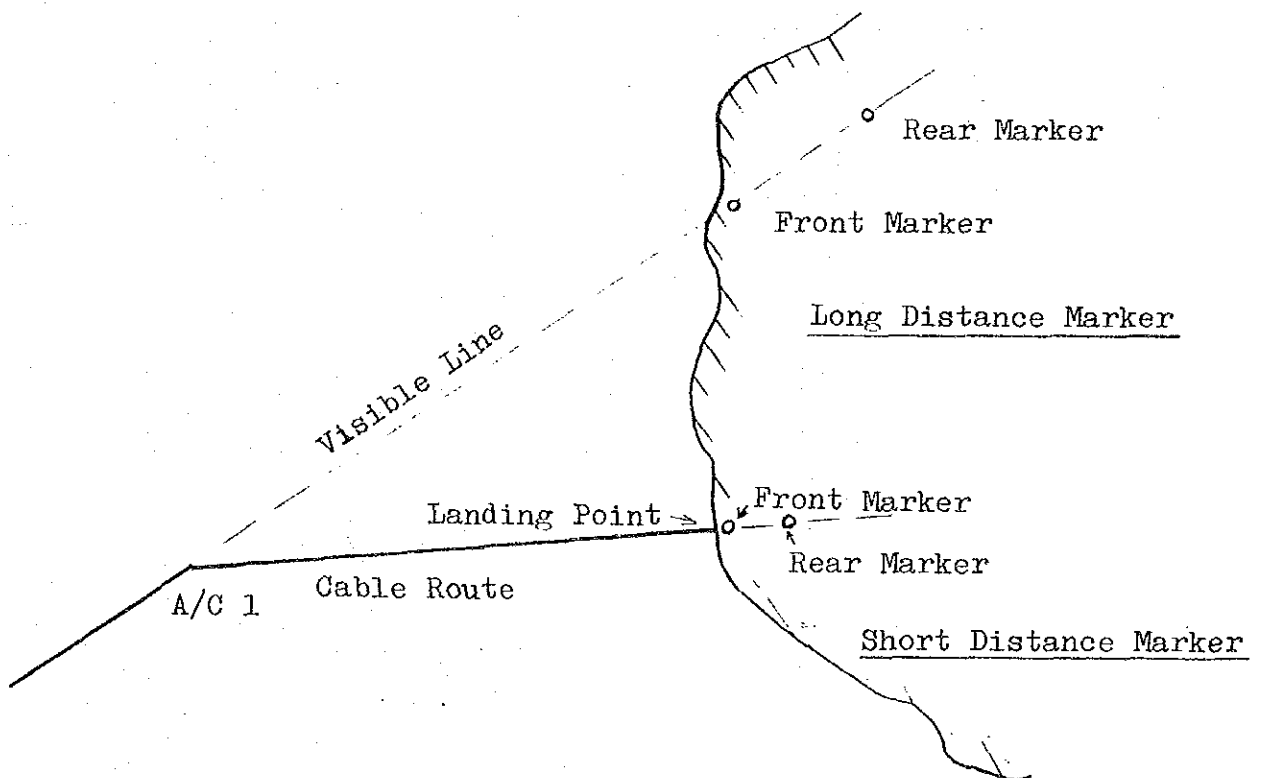 Rear Marker
Front Marker
Long Distance Marker
Visible Line
Landing Point
Front Marker
Rear Marker
Cable Route
A/C 1
Short Distance Marker